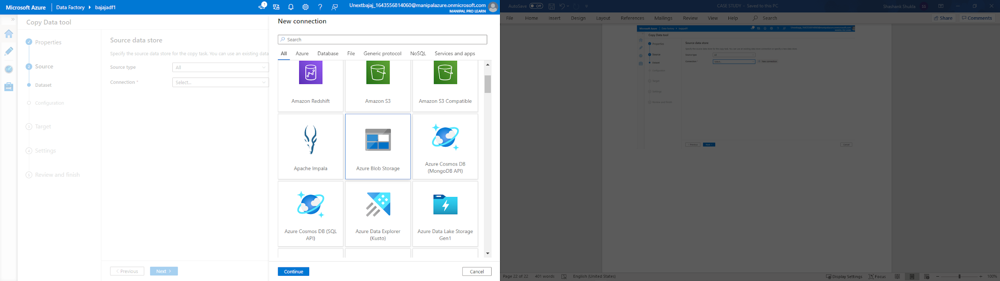 Microsoft Azure
Data Factory
bajajadf1
1
Unextbajaj_1643556814060@manipalazure.onmicrosoft.com
MANIPAL PRO LEARN
Copy Data tool
Properties
2
Source
Dataset
Configuration
3
Target
4
Settings
5
Review and finish
Source data store
Specify the source data store for the copy task. You can use an existing data
Source type
All
Connection *
Select...
Previous
Next
New connection
Search
All
Azure
Database
File
Generic protocol
NoSQL
Services and apps
Amazon Redshift
Amazon S3
Amazon S3 Compatible
Apache Impala
Azure Blob Storage
Azure Cosmos DB
(MongoDB API)
Azure Cosmos DB (SQL
API)
Azure Data Explorer
(Kusto)
Azure Data Lake Storage
Gen1
Continue
Cancel
AutoSave
Off
CASE STUDY - Saved to this PC
Shashank Shukla
SS
File
Home
Insert
Design
Layout
References
Mailings
Review
View
Help
Search
Share
Comments
Microsoft Azure
Data Factory
bajajadf1
Unextbajaj_1643556814060@manipalazure.onmicrosoft.com
MANIPAL PRO LEARN
Copy Data tool
Properties
Source
Dataset
Configuration
Target
Settings
Review and finish
Source data store
Specify the source data store for the copy task. You can use an existing data store connection or specify a new data store.
Source type
All
Connection *
Select...
New connection
Previous
Next
Cancel
Page 22 of 22
401 words
English (United States)
Display Settings
Focus
100%